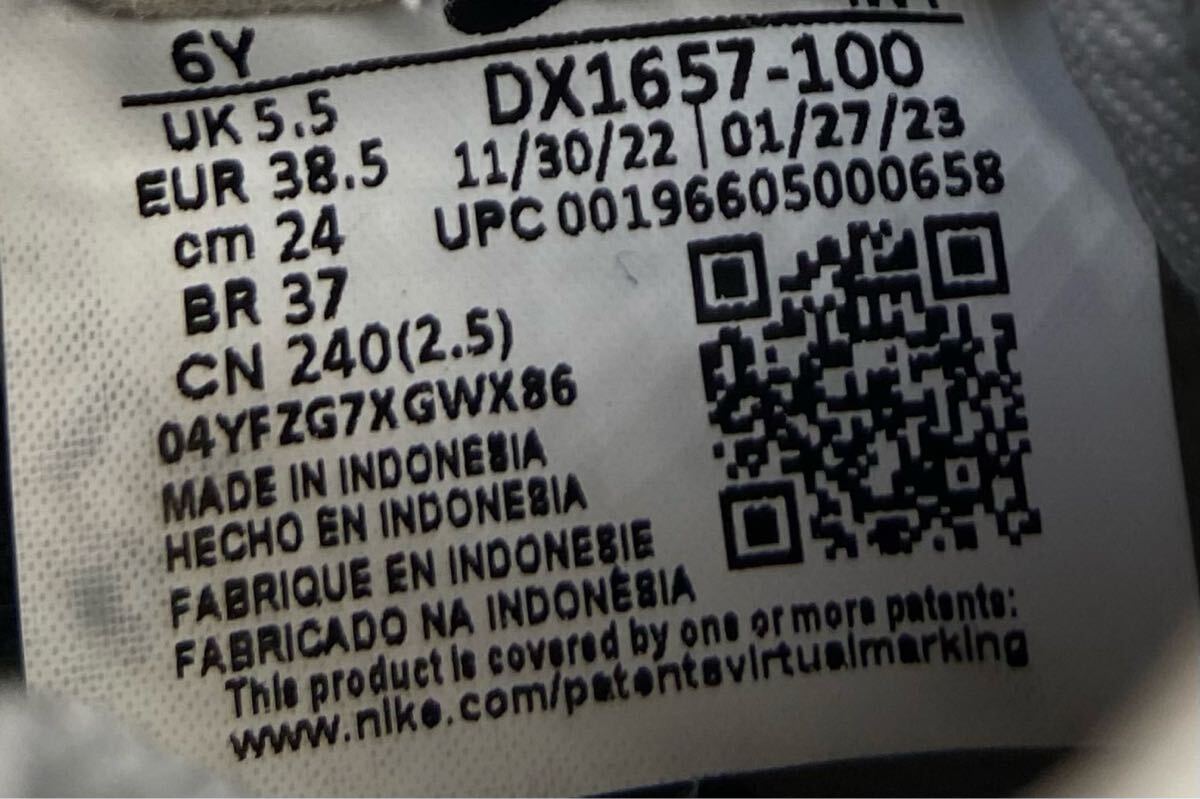 6Y
DX1657-100
UK 5.5
11/30/22 | 01/27/23
EUR 38.5
UPC 00196605000658
cm 24
BR 37
CN 240(2.5)
04YFZG7XGWX86
MADE IN INDONESIA
HECHO EN INDONESIA
FABRIQUE EN INDONESIE
FABRICADO NA INDONÉSIA
This product is covered by one or more patents:
www.nike.com/patentsvirtualmarking